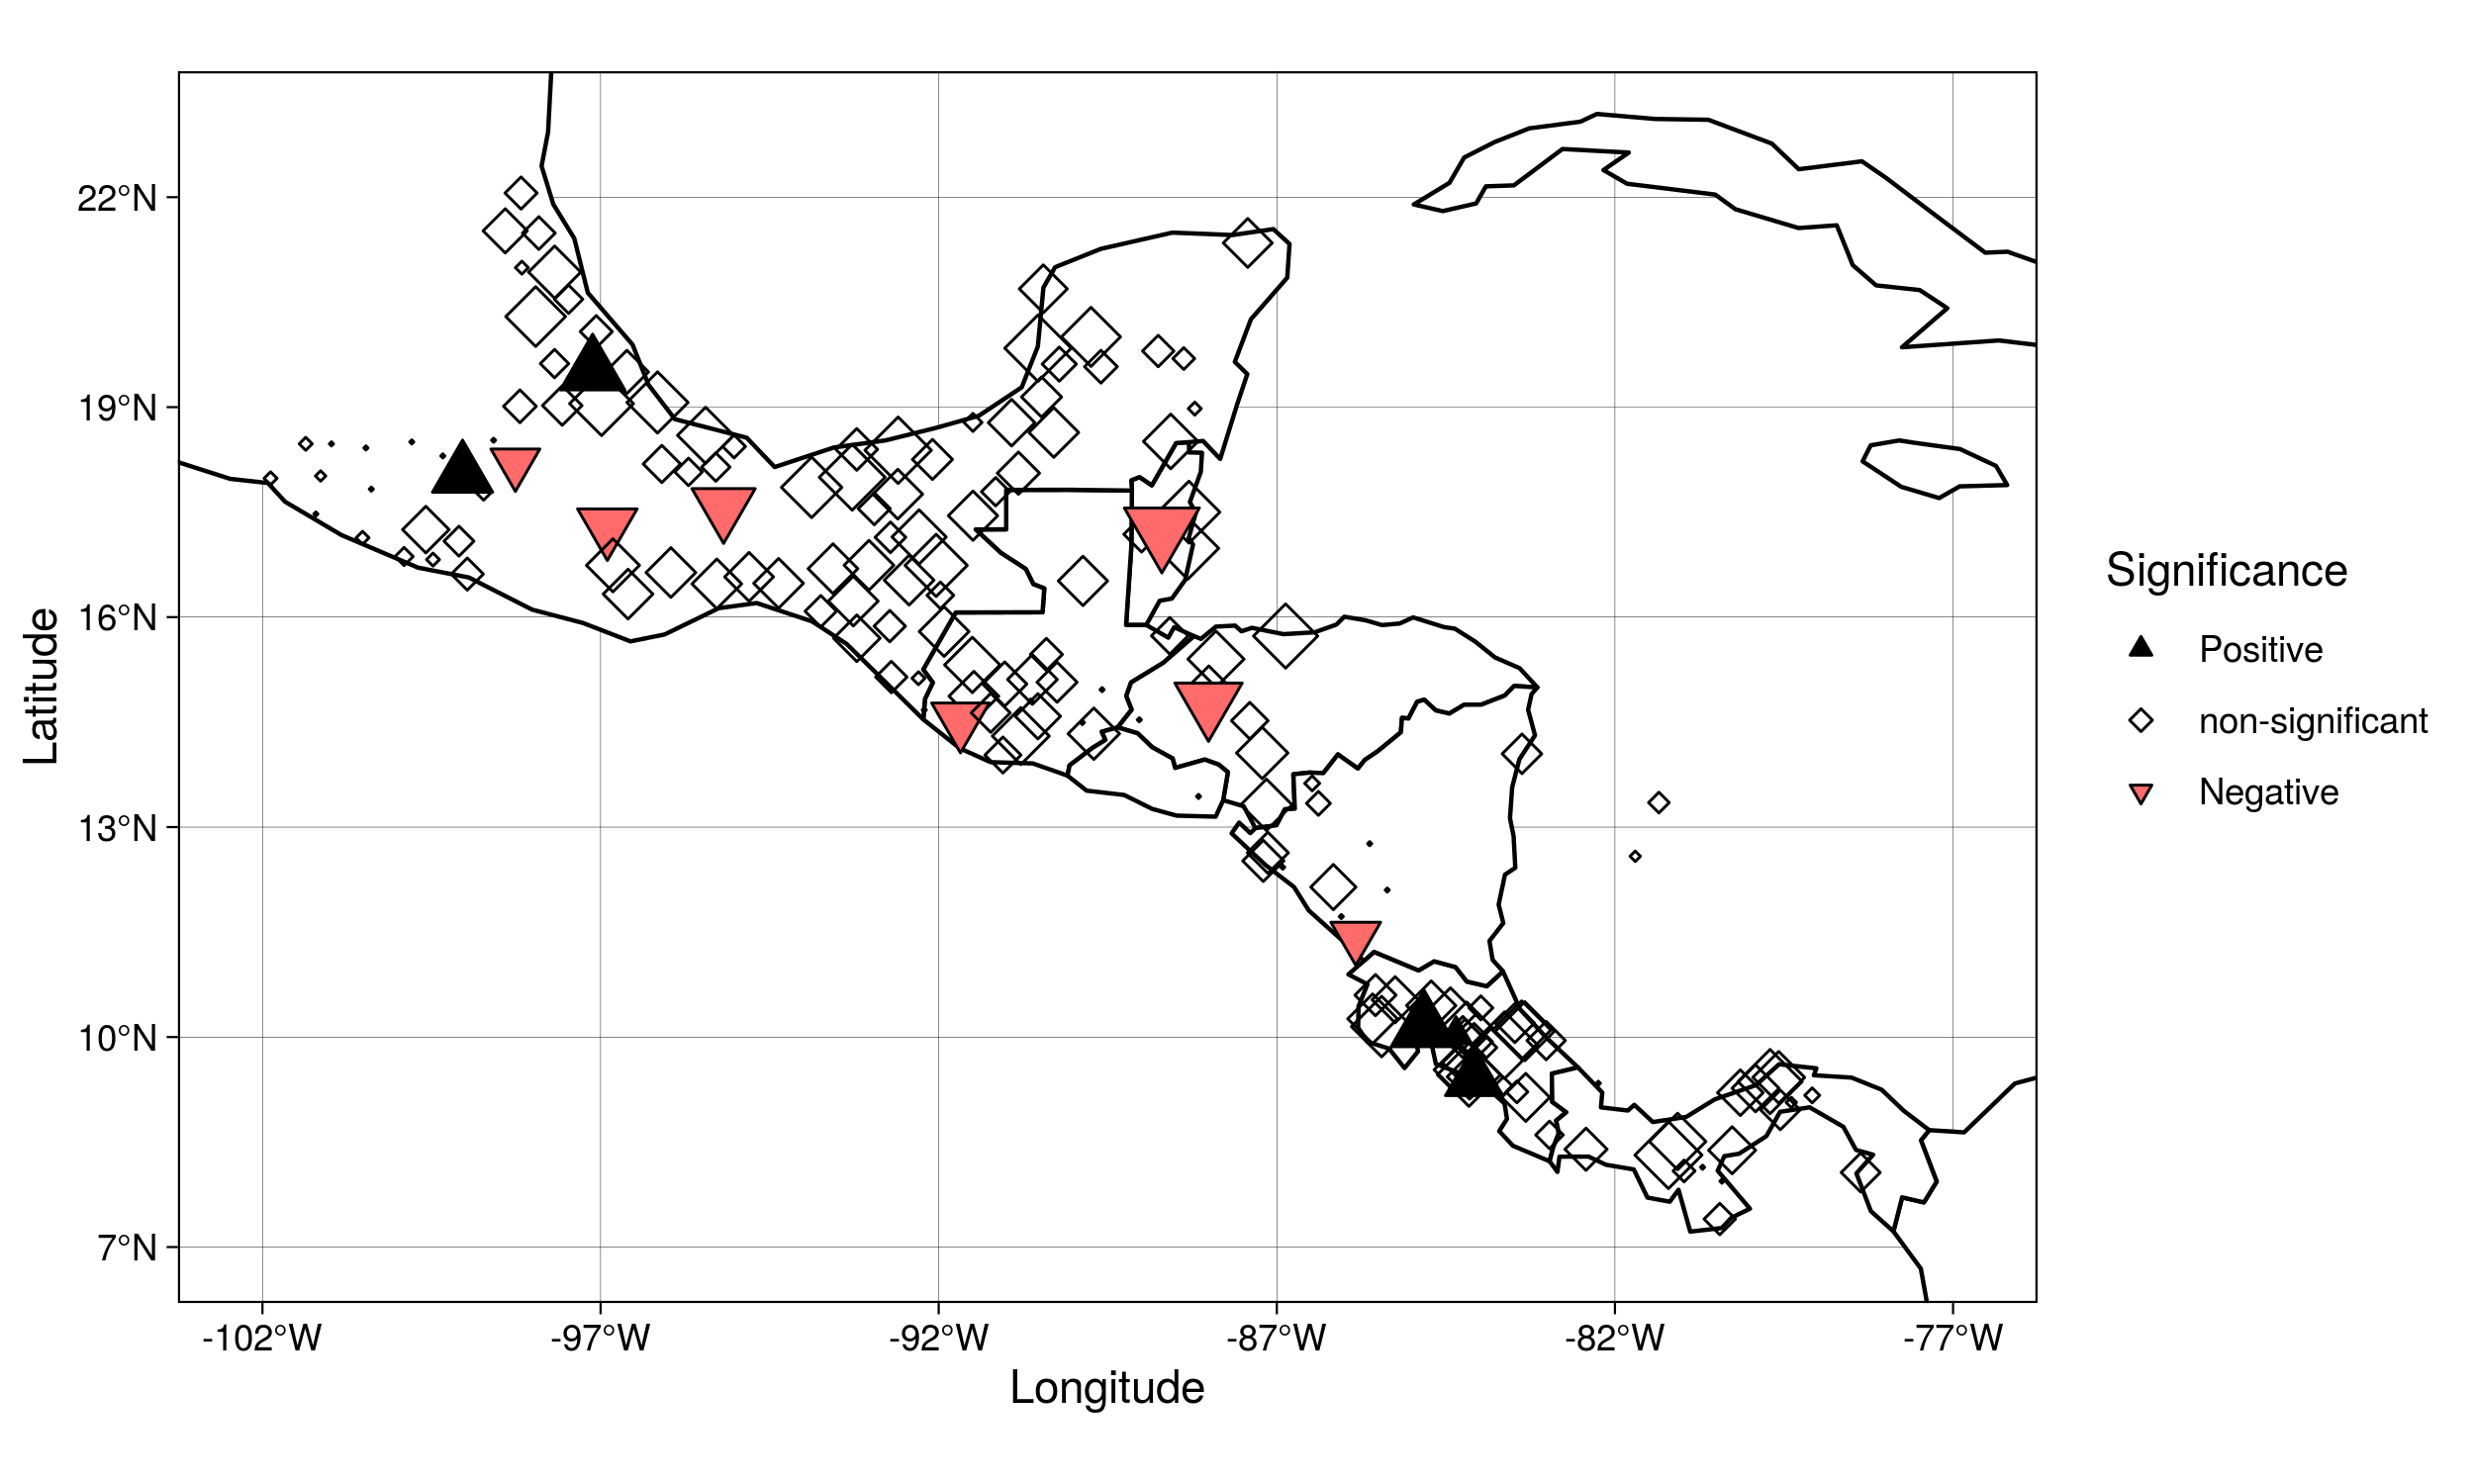 22°N
19°N
16°N
13°N
10°N
7°N
Latitude
-102°W -97°W -92°W -87°W -82°W -77°W
Longitude
Significance
Positive
non-significant
Negative